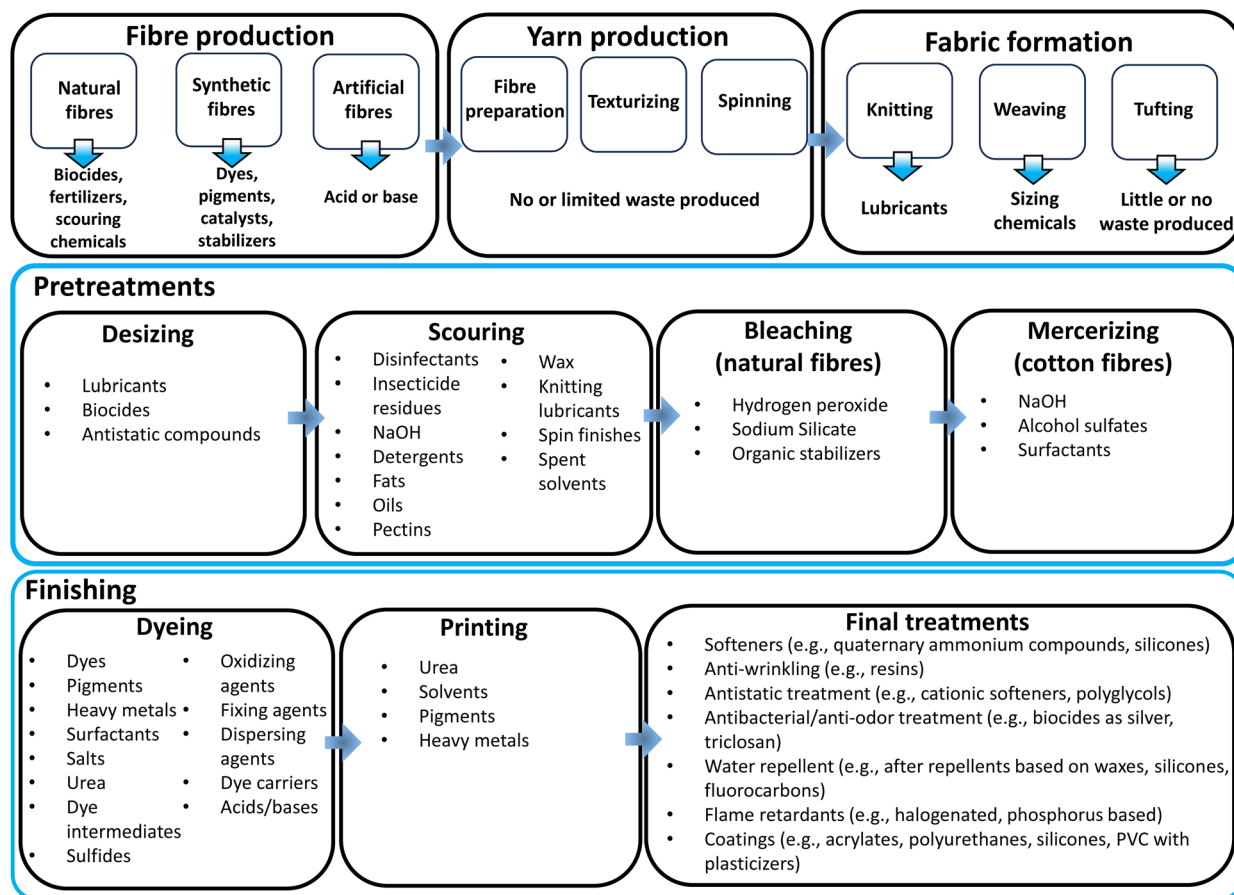 Fibre production
Natural
fibres
Biocides,
fertilizers,
scouring
chemicals
Synthetic
fibres
Dyes,
pigments,
catalysts,
stabilizers
Artificial
fibres
Acid or base
Yarn production
Fibre
preparation
Texturizing
Spinning
No or limited waste produced
Fabric formation
Knitting
Lubricants
Weaving
Sizing
chemicals
Tufting
Little or no
waste produced
Pretreatments
Desizing
• Lubricants
• Biocides
• Antistatic compounds
Scouring
• Disinfectants
• Insecticide
residues
• NaOH
• Detergents
• Fats
• Oils
• Pectins
• Wax
• Knitting
lubricants
• Spin finishes
• Spent
solvents
Bleaching
(natural fibres)
• Hydrogen peroxide
• Sodium Silicate
• Organic stabilizers
Mercerizing
(cotton fibres)
• NaOH
• Alcohol sulfates
• Surfactants
Finishing
Dyeing
• Dyes
• Pigments
• Heavy metals
• Surfactants
• Salts
• Urea
• Dye
intermediates
• Sulfides
• Oxidizing
agents
• Fixing agents
• Dispersing
agents
• Dye carriers
• Acids/bases
Printing
• Urea
• Solvents
• Pigments
• Heavy metals
Final treatments
• Softeners (e.g., quaternary ammonium compounds, silicones)
• Anti-wrinkling (e.g., resins)
• Antistatic treatment (e.g., cationic softeners, polyglycols)
• Antibacterial/anti-odor treatment (e.g., biocides as silver,
triclosan)
• Water repellent (e.g., after repellents based on waxes, silicones,
fluorocarbons)
• Flame retardants (e.g., halogenated, phosphorus based)
• Coatings (e.g., acrylates, polyurethanes, silicones, PVC with
plasticizers)